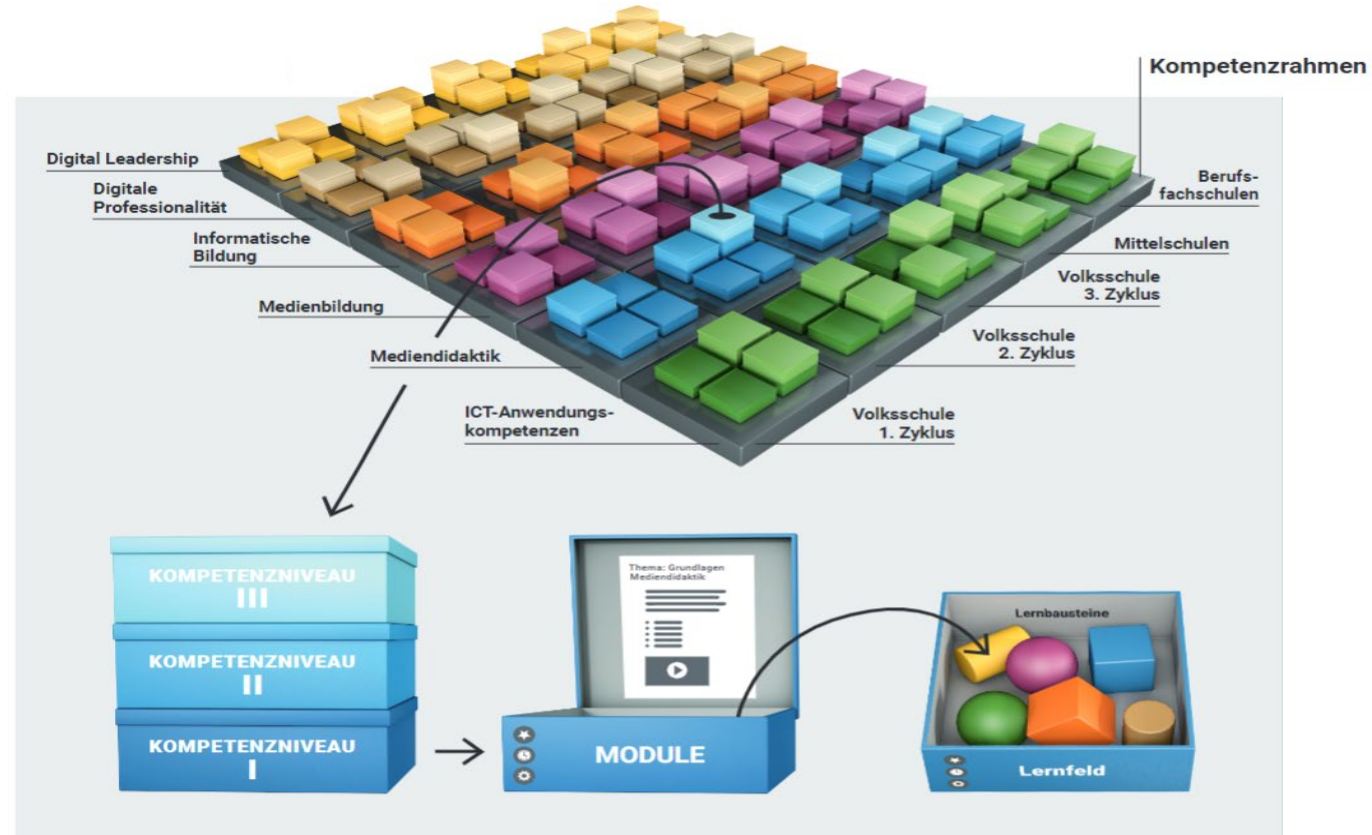 Kompetenzrahmen
Digital Leadership
Digitale
Professionalität
Informatische
Bildung
Medienbildung
Mediendidaktik
ICT-Anwendungs-
kompetenzen
Berufs-
fachschulen
Mittelschulen
Volksschule
3. Zyklus
Volksschule
2. Zyklus
Volksschule
1. Zyklus
KOMPETENZNIVEAU
III
KOMPETENZNIVEAU
II
KOMPETENZNIVEAU
I
Thema: Grundlagen
Mediendidaktik
MODULE
Lernbausteine
Lernfeld